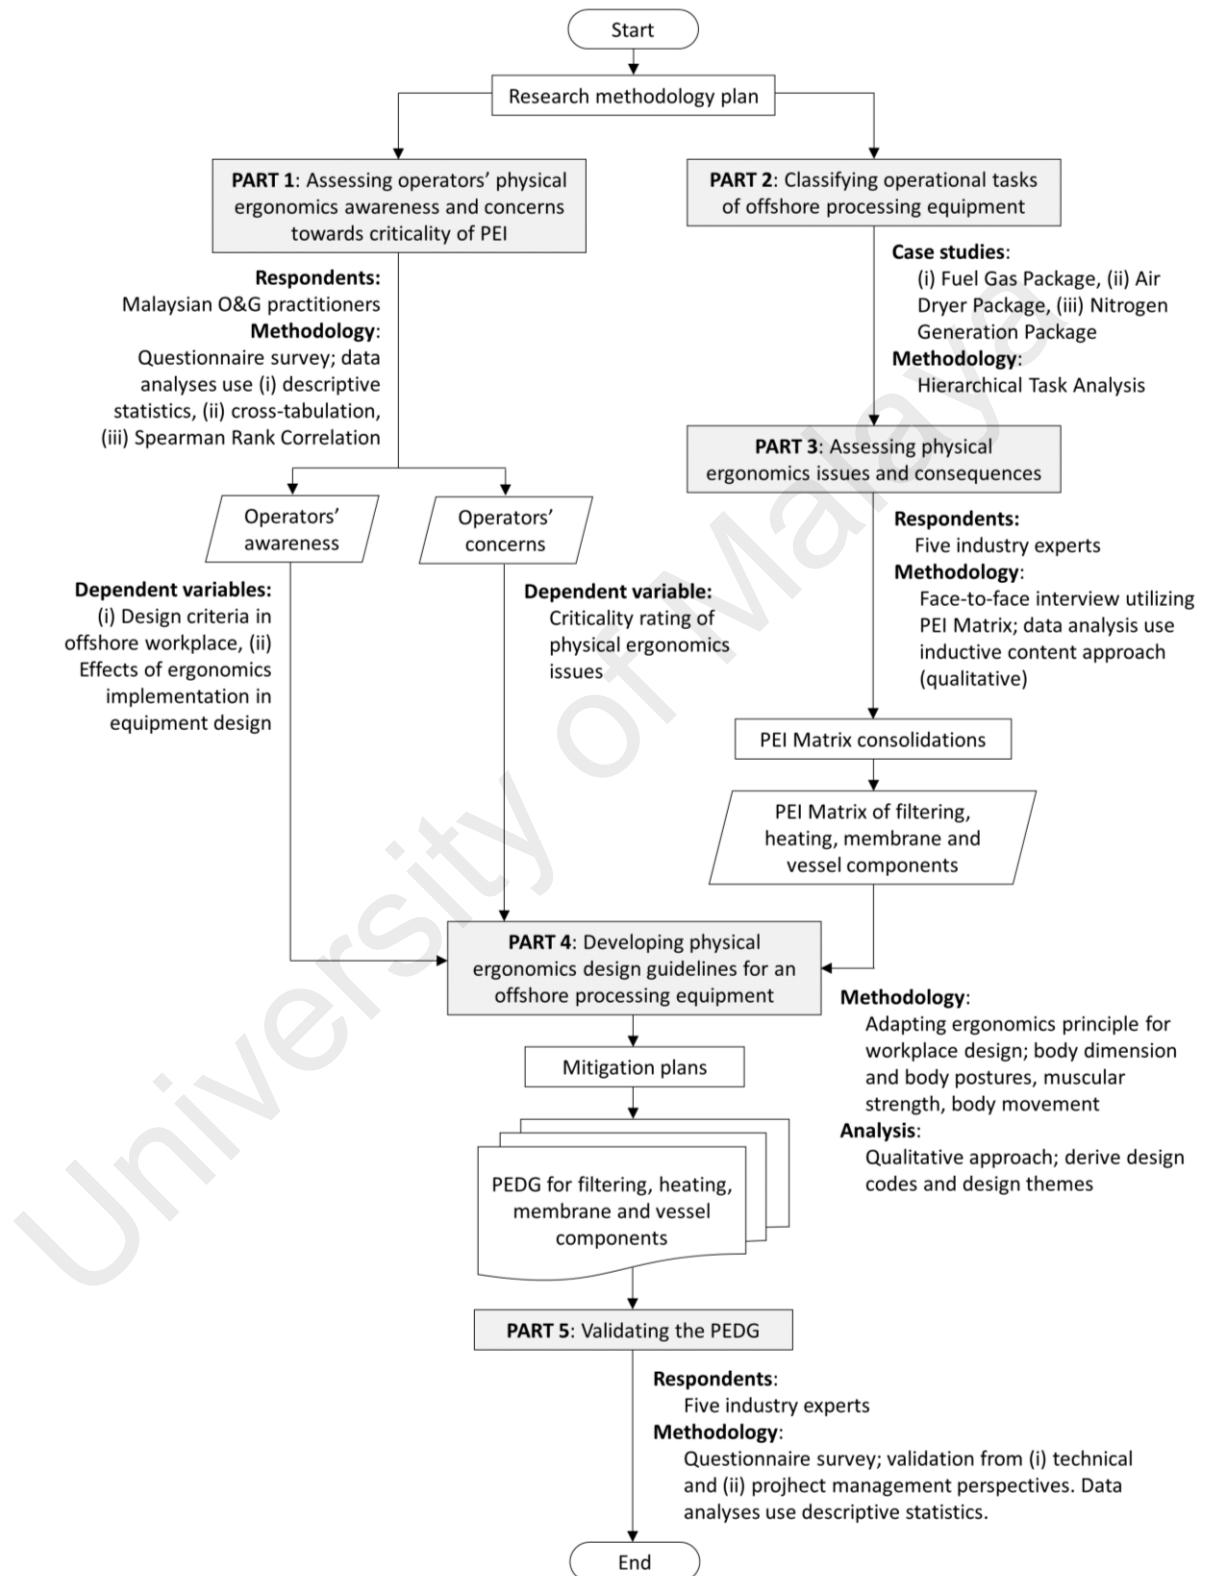 Start
Research methodology plan
PART 1: Assessing operators' physical
ergonomics awareness and concerns
towards criticality of PEI
Respondents:
Malaysian O&G practitioners
Methodology:
Questionnaire survey; data
analyses use (i) descriptive
statistics, (ii) cross-tabulation,
(iii) Spearman Rank Correlation
Operators'
awareness
Operators'
concerns
Dependent variables:
(i) Design criteria in
offshore workplace, (ii)
Effects of ergonomics
implementation in
equipment design
Dependent variable:
Criticality rating of
physical ergonomics
issues
PART 2: Classifying operational tasks
of offshore processing equipment
Case studies:
(i) Fuel Gas Package, (ii) Air
Dryer Package, (iii) Nitrogen
Generation Package
Methodology:
Hierarchical Task Analysis
PART 3: Assessing physical
ergonomics issues and consequences
Respondents:
Five industry experts
Methodology:
Face-to-face interview utilizing
PEI Matrix; data analysis use
inductive content approach
(qualitative)
PEI Matrix consolidations
PEI Matrix of filtering,
heating, membrane and
vessel components
PART 4: Developing physical
ergonomics design guidelines for an
offshore processing equipment
Methodology:
Adapting ergonomics principle for
workplace design; body dimension
and body postures, muscular
strength, body movement
Analysis:
Qualitative approach; derive design
codes and design themes
Mitigation plans
PEDG for filtering, heating,
membrane and vessel
components
PART 5: Validating the PEDG
Respondents:
Five industry experts
Methodology:
Questionnaire survey; validation from (i) technical
and (ii) projhect management perspectives. Data
analyses use descriptive statistics.
End
University of Malaya